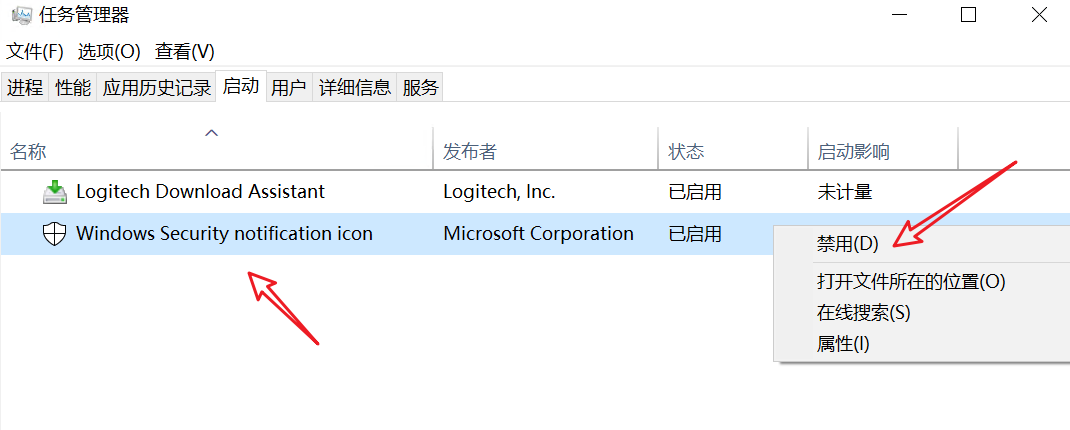 任务管理器
文件(F) 选项(O) 查看(V)
进程 性能 应用历史记录 启动 用户 详细信息 服务
名称 发布者 状态 启动影响
Logitech Download Assistant Logitech, Inc. 已启用 未计量
Windows Security notification icon Microsoft Corporation 已启用
禁用(D)
打开文件所在的位置(O)
在线搜索(S)
属性(I)